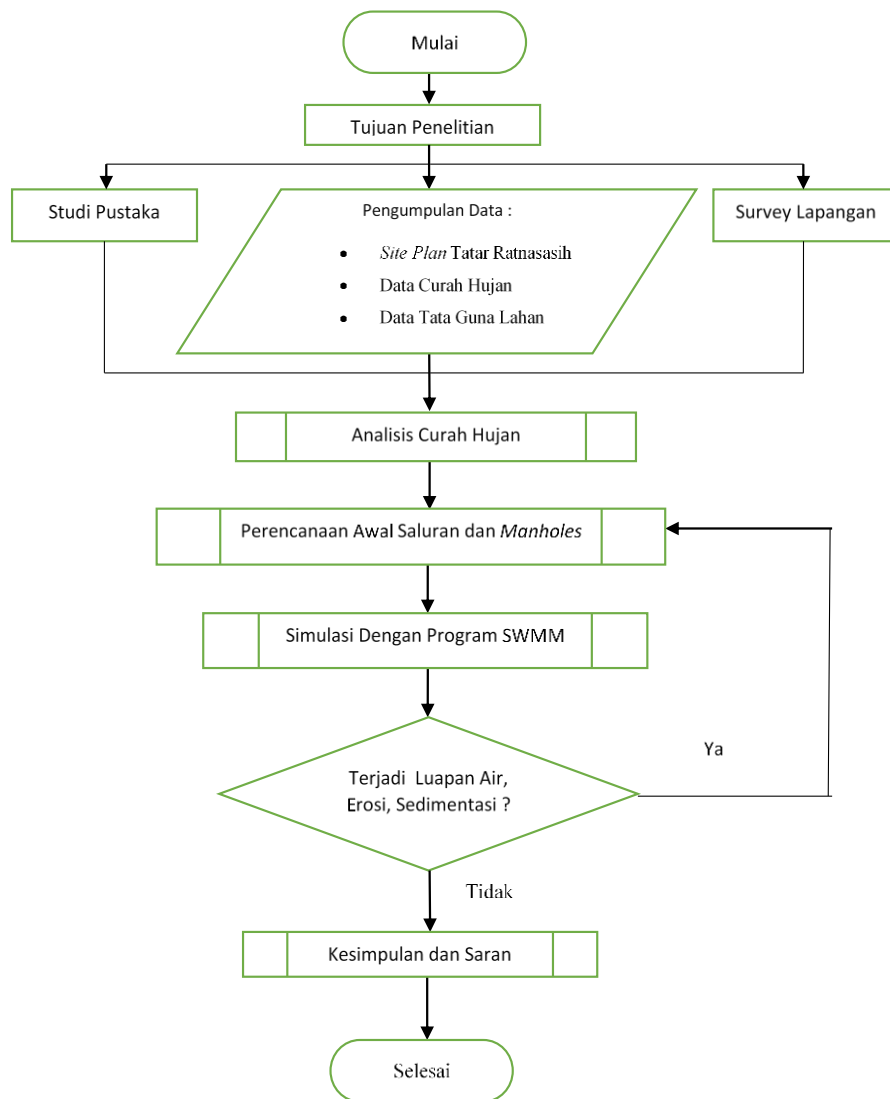 Mulai
Tujuan Penelitian
Studi Pustaka
Pengumpulan Data :
• Site Plan Tatar Ratnasasih
• Data Curah Hujan
• Data Tata Guna Lahan
Survey Lapangan
Analisis Curah Hujan
Perencanaan Awal Saluran dan Manholes
Simulasi Dengan Program SWMM
Terjadi Luapan Air,
Erosi, Sedimentasi ?
Ya
Tidak
Kesimpulan dan Saran
Selesai